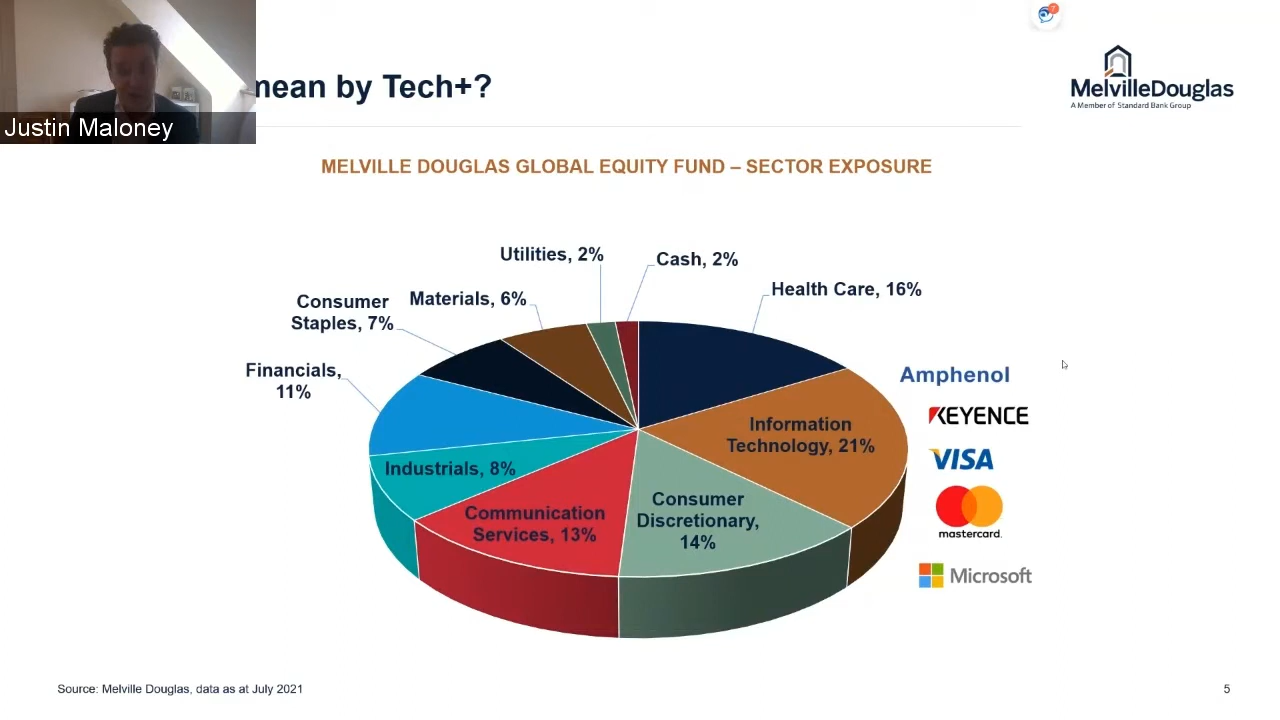 7
mean by Tech+?
MelvilleDouglas
A Member of Standard Bank Group
Justin Maloney
MELVILLE DOUGLAS GLOBAL EQUITY FUND – SECTOR EXPOSURE
Utilities, 2%
Cash, 2%
Health Care, 16%
Consumer
Staples, 7%
Materials, 6%
Financials,
11%
Amphenol
KEYENCE
Information
Technology, 21%
VISA
Industrials, 8%
Consumer
Discretionary,
14%
Communication
Services, 13%
mastercard.
Microsoft
Source: Melville Douglas, data as at July 2021
5